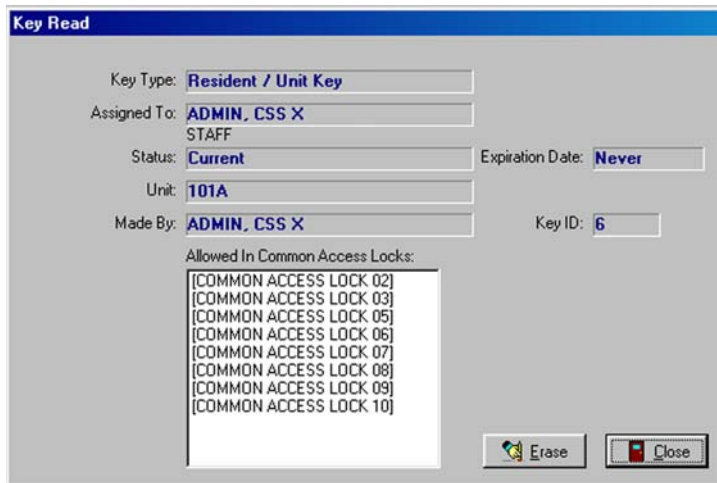 Key Read
Key Type: Resident / Unit Key
Assigned To: ADMIN, CSS X
STAFF
Status: Current Expiration Date: Never
Unit: 101A
Made By: ADMIN, CSS X Key ID: 6
Allowed In Common Access Locks:
[COMMON ACCESS LOCK 02]
[COMMON ACCESS LOCK 03]
[COMMON ACCESS LOCK 05]
[COMMON ACCESS LOCK 06]
[COMMON ACCESS LOCK 07]
[COMMON ACCESS LOCK 08]
[COMMON ACCESS LOCK 09]
[COMMON ACCESS LOCK 10]
Erase Close